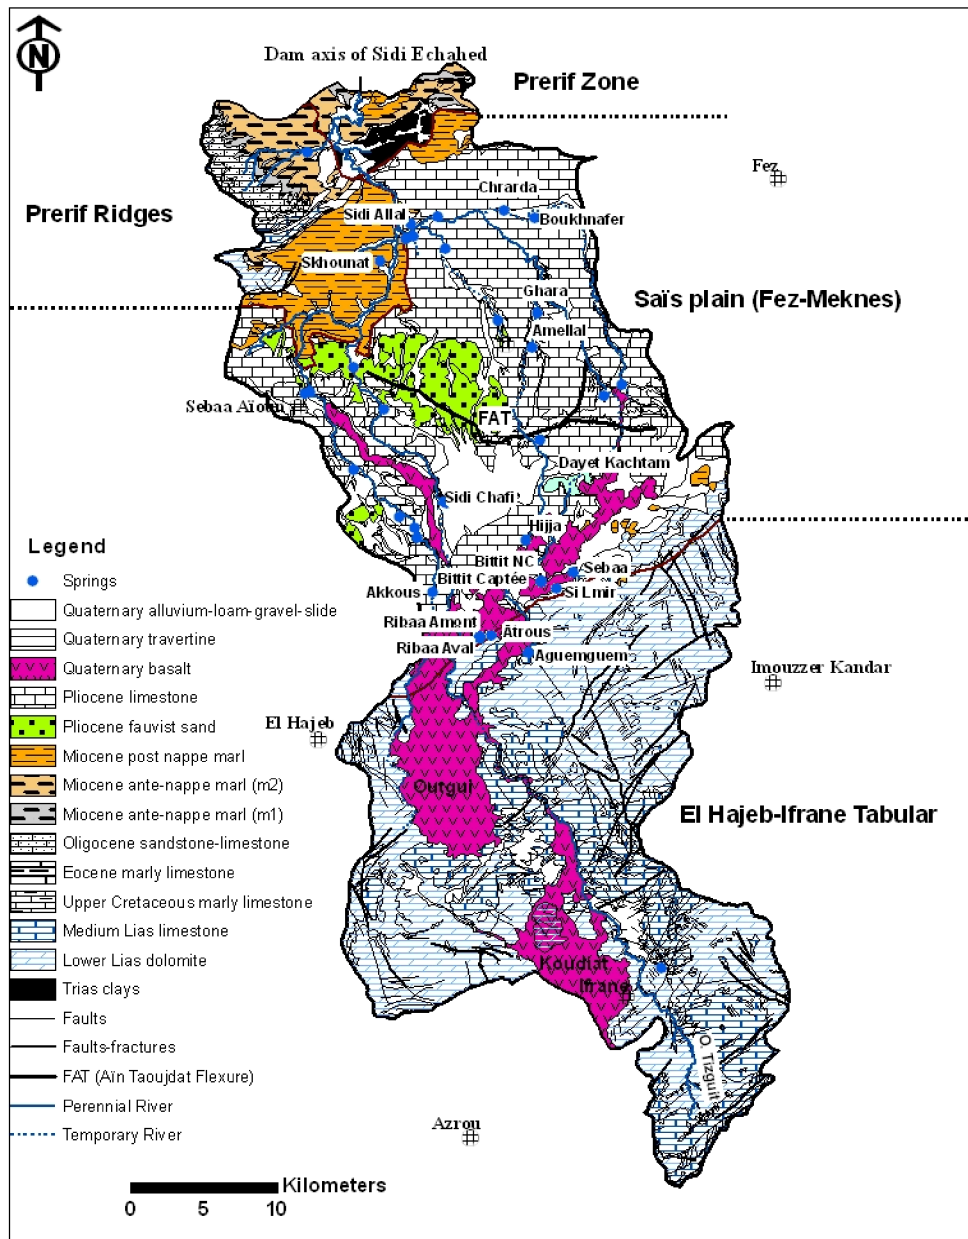 N
Dam axis of Sidi Echahed
Prerif Zone
Fez
Chrarda
Prerif Ridges
Sidi Allal
Boukhnafer
Skhounat
Ghara
Saïs plain (Fez-Meknes)
Amellal
Sebaa Aïoun
FAT
Dayet Kachtam
Sidi Chafi
Hijja
Legend
Bittit NC
Sebaa
Springs
Bittit Captée
Akkous
Si Lmir
Quaternary alluvium-loam-gravel-slide
Ribaa Amont
Atrous
Quaternary travertine
Ribaa Aval
Aguemguem
Quaternary basalt
Imouzzer Kandar
Pliocene limestone
El Hajeb
Pliocene fauvist sand
Miocene post nappe marl
Miocene ante-nappe marl (m2)
Outgui
Miocene ante-nappe marl (m1)
El Hajeb-Ifrane Tabular
Oligocene sandstone-limestone
Eocene marly limestone
Upper Cretaceous marly limestone
Medium Lias limestone
Lower Lias dolomite
Koudiat
Ifrane
Trias clays
Faults
Faults-fractures
O. Tizguit
FAT (Aïn Taoujdat Flexure)
Perennial River
Azrou
Temporary River
Kilometers
0 5 10